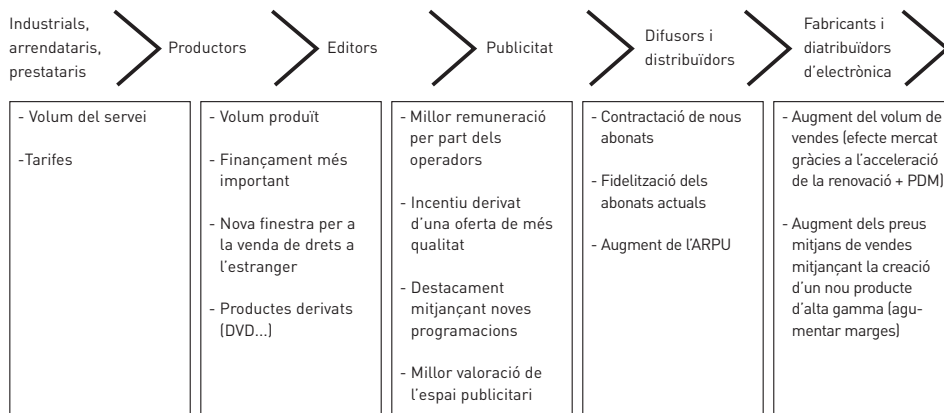 Industrials,
arrendataris,
prestataris
Productors
Editors
Publicitat
Difusors i
distribuïdors
Fabricants i
diatribuïdors
d'electrònica
- Volum del servei
-Tarifes
- Volum produït
- Finançament més
important
- Nova finestra per a
la venda de drets a
l'estranger
- Productes derivats
(DVD...)
- Millor remuneració
per part dels
operadors
- Incentiu derivat
d'una oferta de més
qualitat
- Destacament
mitjançant noves
programacions
- Millor valoració de
l'espai publicitari
- Contractació de nous
abonats
- Fidelització dels
abonats actuals
- Augment de l'ARPU
- Augment del volum de
vendes (efecte mercat
gràcies a l'acceleració
de la renovació + PDM)
- Augment dels preus
mitjans de vendes
mitjançant la creació
d'un nou producte
d'alta gamma (agu-
mentar marges)